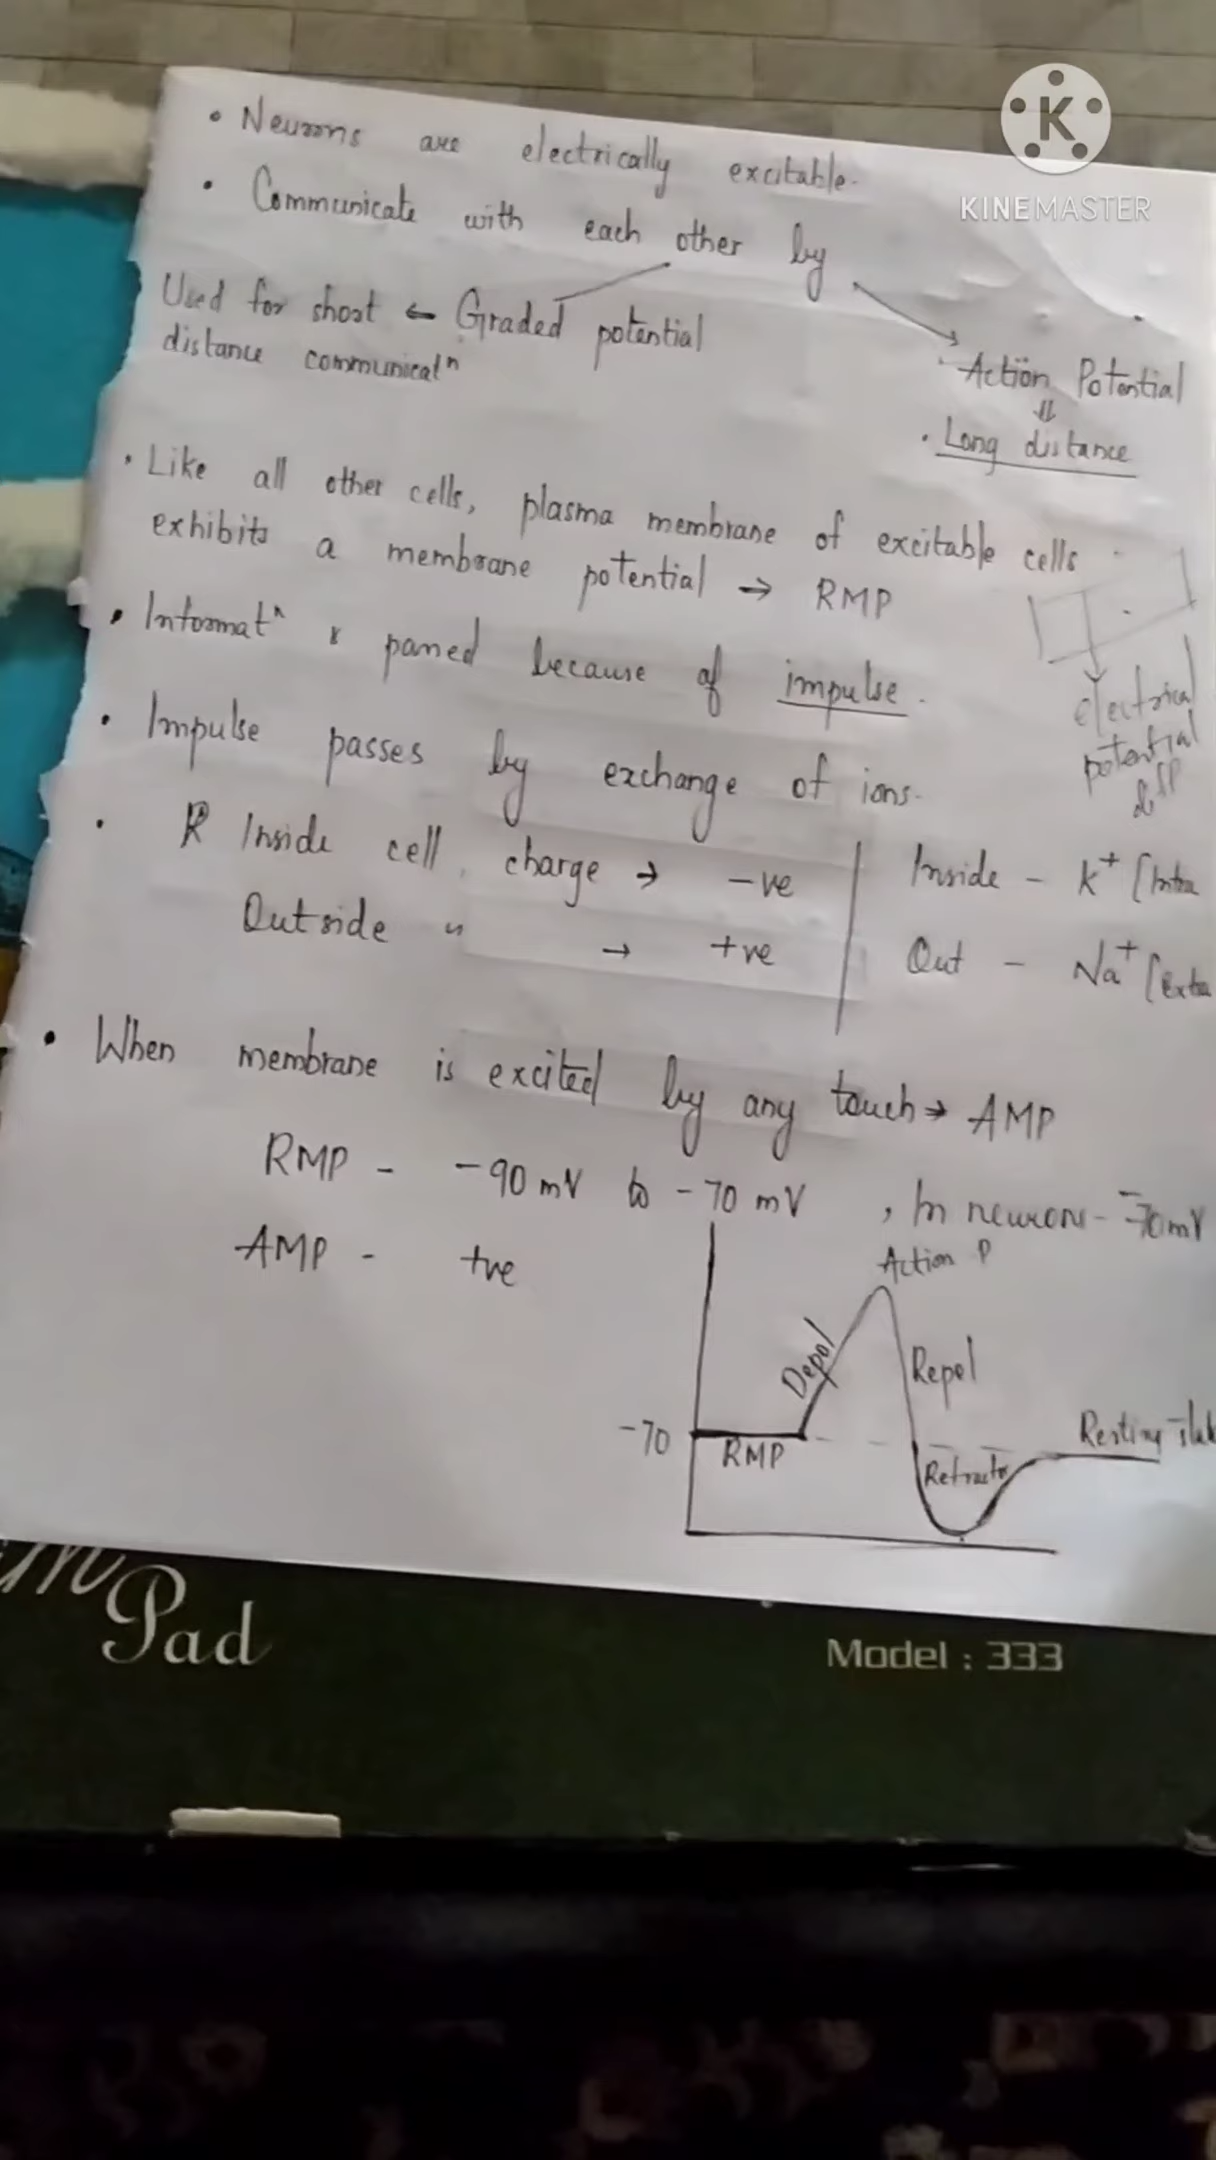 K
KINEMASTER
• Neurons are electrically excitable.
• Communicate with each other by
Used for short ← Graded potential
distance communicatⁿ
Action Potential
⇓
• Long distance
• Like all other cells, plasma membrane of excitable cells
exhibits a membrane potential → RMP
electrical
potential
diff
• Informatⁿ is passed because of impulse.
• Impulse passes by exchange of ions.
• Inside cell, charge → -ve
Outside " → +ve
Inside - K⁺ [Intra
Out - Na⁺ [extra
• When membrane is excited by any touch → AMP
RMP - -90 mV to -70 mV, In neurons - -70mV
AMP - +ve
Action P
Depol
Repol
-70
RMP
Resting
Pad
Model : 333